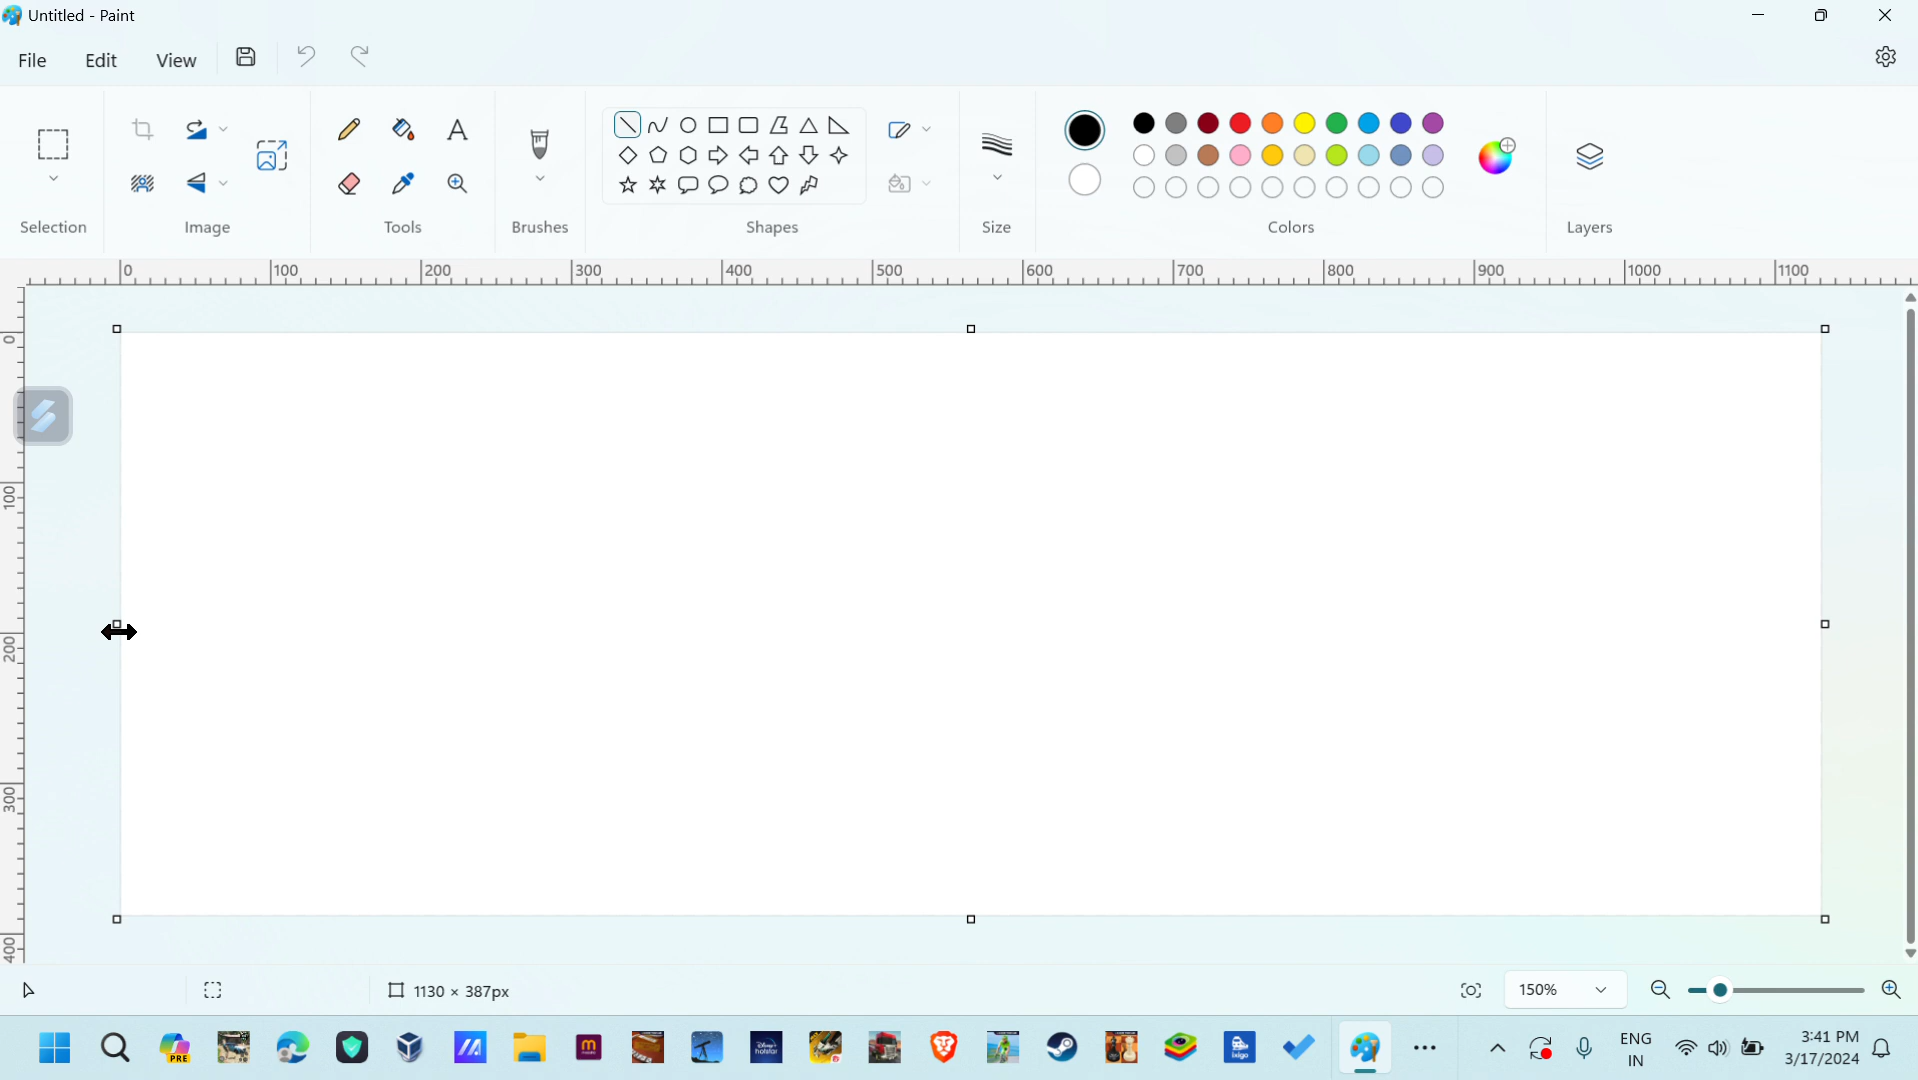 Untitled - Paint
File Edit View
Selection Image Tools Brushes Shapes Size Colors Layers
0 100 200 300 400 500 600 700 800 900 1000 1100
0
100
200
300
400
1130 × 387px 150%
PRE
ENG 3:41 PM
IN 3/17/2024